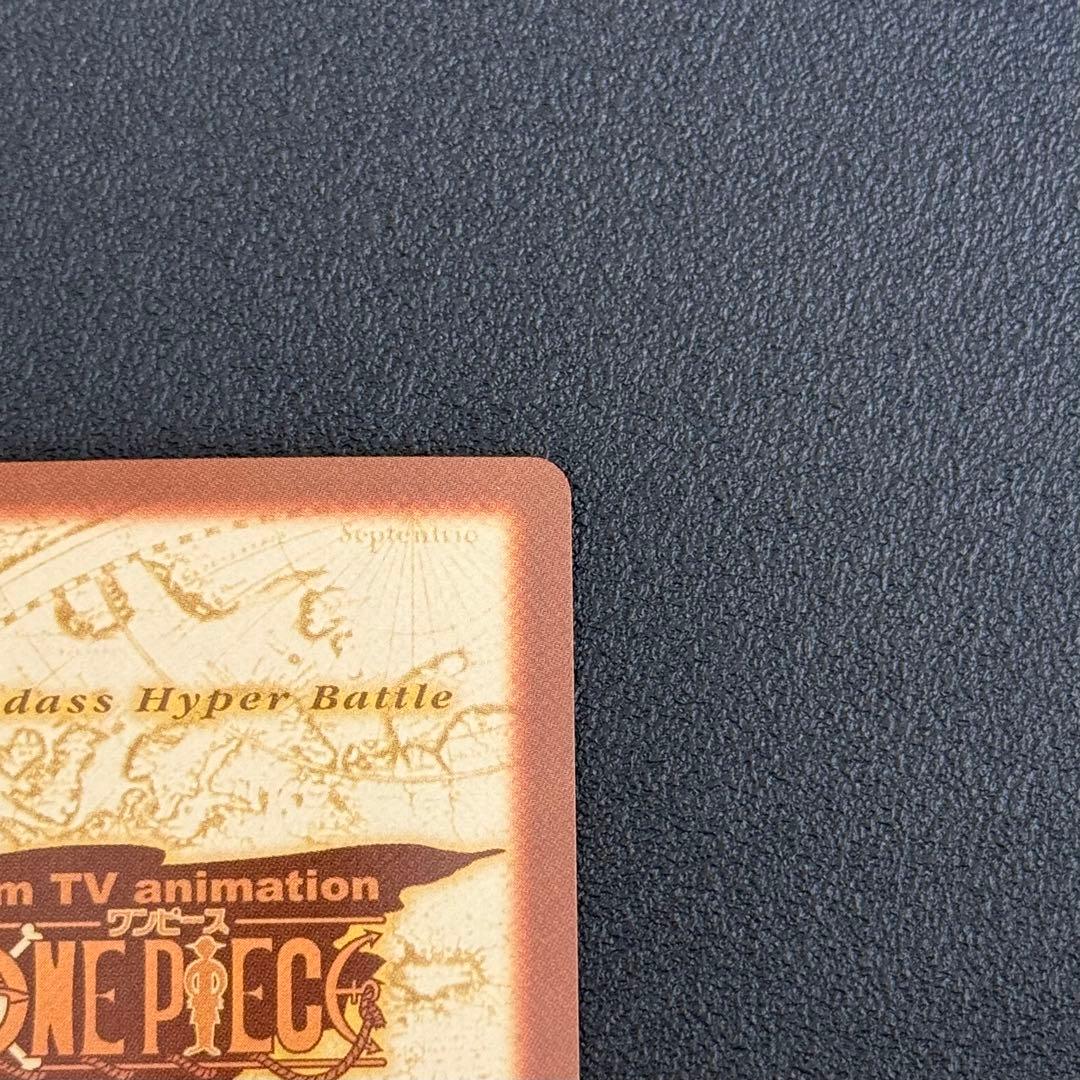 Septentrio
dass Hyper Battle
m TV animation
ワンピース
ONE PIECE